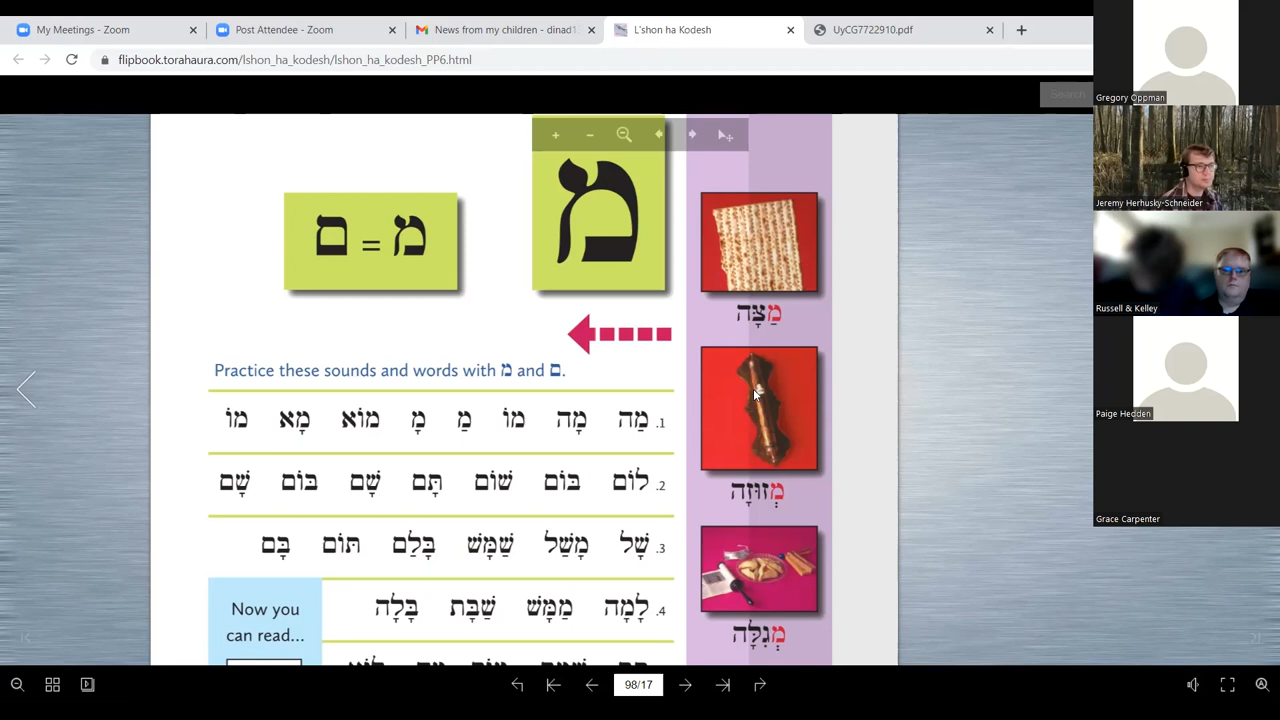 My Meetings - Zoom
Post Attendee - Zoom
News from my children - dinad1
L'shon ha Kodesh
UyCG7722910.pdf
flipbook.torahaura.com/lshon_ha_kodesh/lshon_ha_kodesh_PP6.html
Search
Gregory Oppman
Jeremy Herhusky-Schneider
Russell & Kelley
Paige Hedden
Grace Carpenter
מ
מ = ם
מַצָּה
מְזוּזָה
מְגִלָּה
Practice these sounds and words with מ and ם.
1. מַה מָה מוֹ מַ מָ מוֹא מָא מוֹ
2. לוֹם בּוֹם שׁוֹם תָּם שָׁם בּוֹם שָׁם
3. שָׁל מָשַׁל שַׁמָּשׁ בָּלַם תּוֹם בָּם
4. לָמָה מַמָּשׁ שַׁבָּת בָּלָה
Now you
can read...
98/17